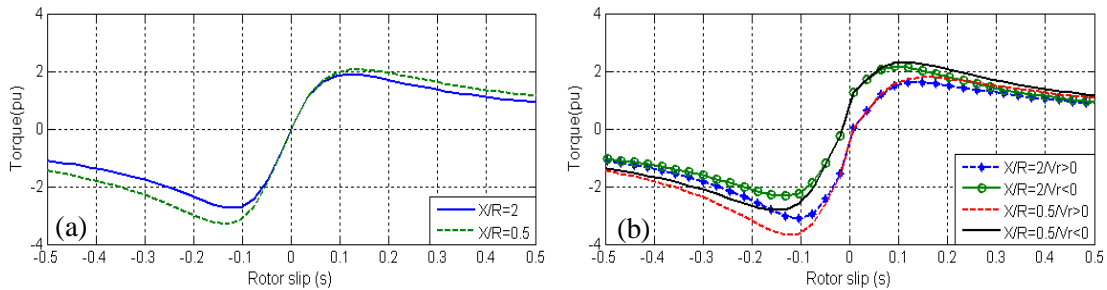 4
2
0
-2
-4
Torque(pu)
-0.5 -0.4 -0.3 -0.2 -0.1 0 0.1 0.2 0.3 0.4 0.5
Rotor slip (s)
(a)
X/R=2
X/R=0.5
4
2
0
-2
-4
Torque(pu)
-0.5 -0.4 -0.3 -0.2 -0.1 0 0.1 0.2 0.3 0.4 0.5
Rotor slip (s)
(b)
X/R=2/Vr>0
X/R=2/Vr<0
X/R=0.5/Vr>0
X/R=0.5/Vr<0